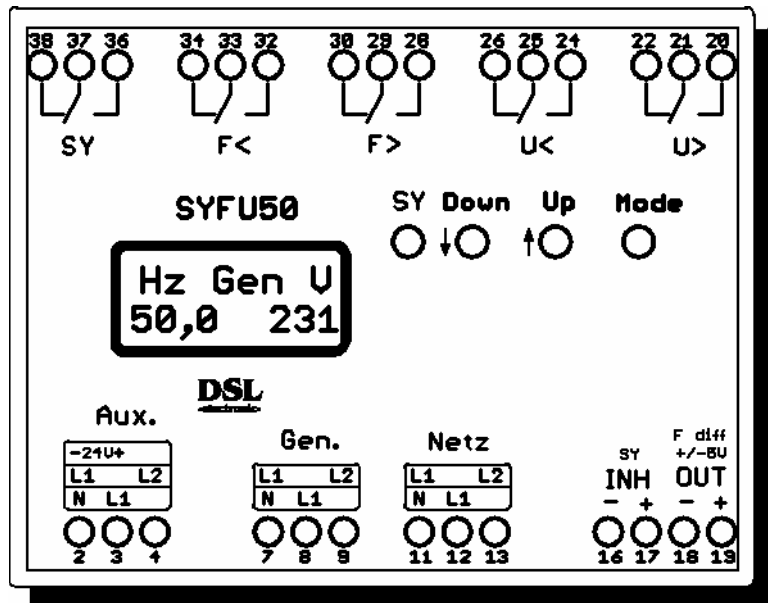 38 37 36 34 33 32 30 29 28 26 25 24 22 21 20
SY F< F> U< U>
SYFU50
SY Down Up Mode
Hz Gen V
50,0 231
DSL
electronic
Aux.
-24V+
L1 L2
N L1
2 3 4
Gen.
L1 L2
N L1
7 8 9
Netz
L1 L2
N L1
11 12 13
SY
INH
- +
16 17
F diff
+/-5V
OUT
- +
18 19